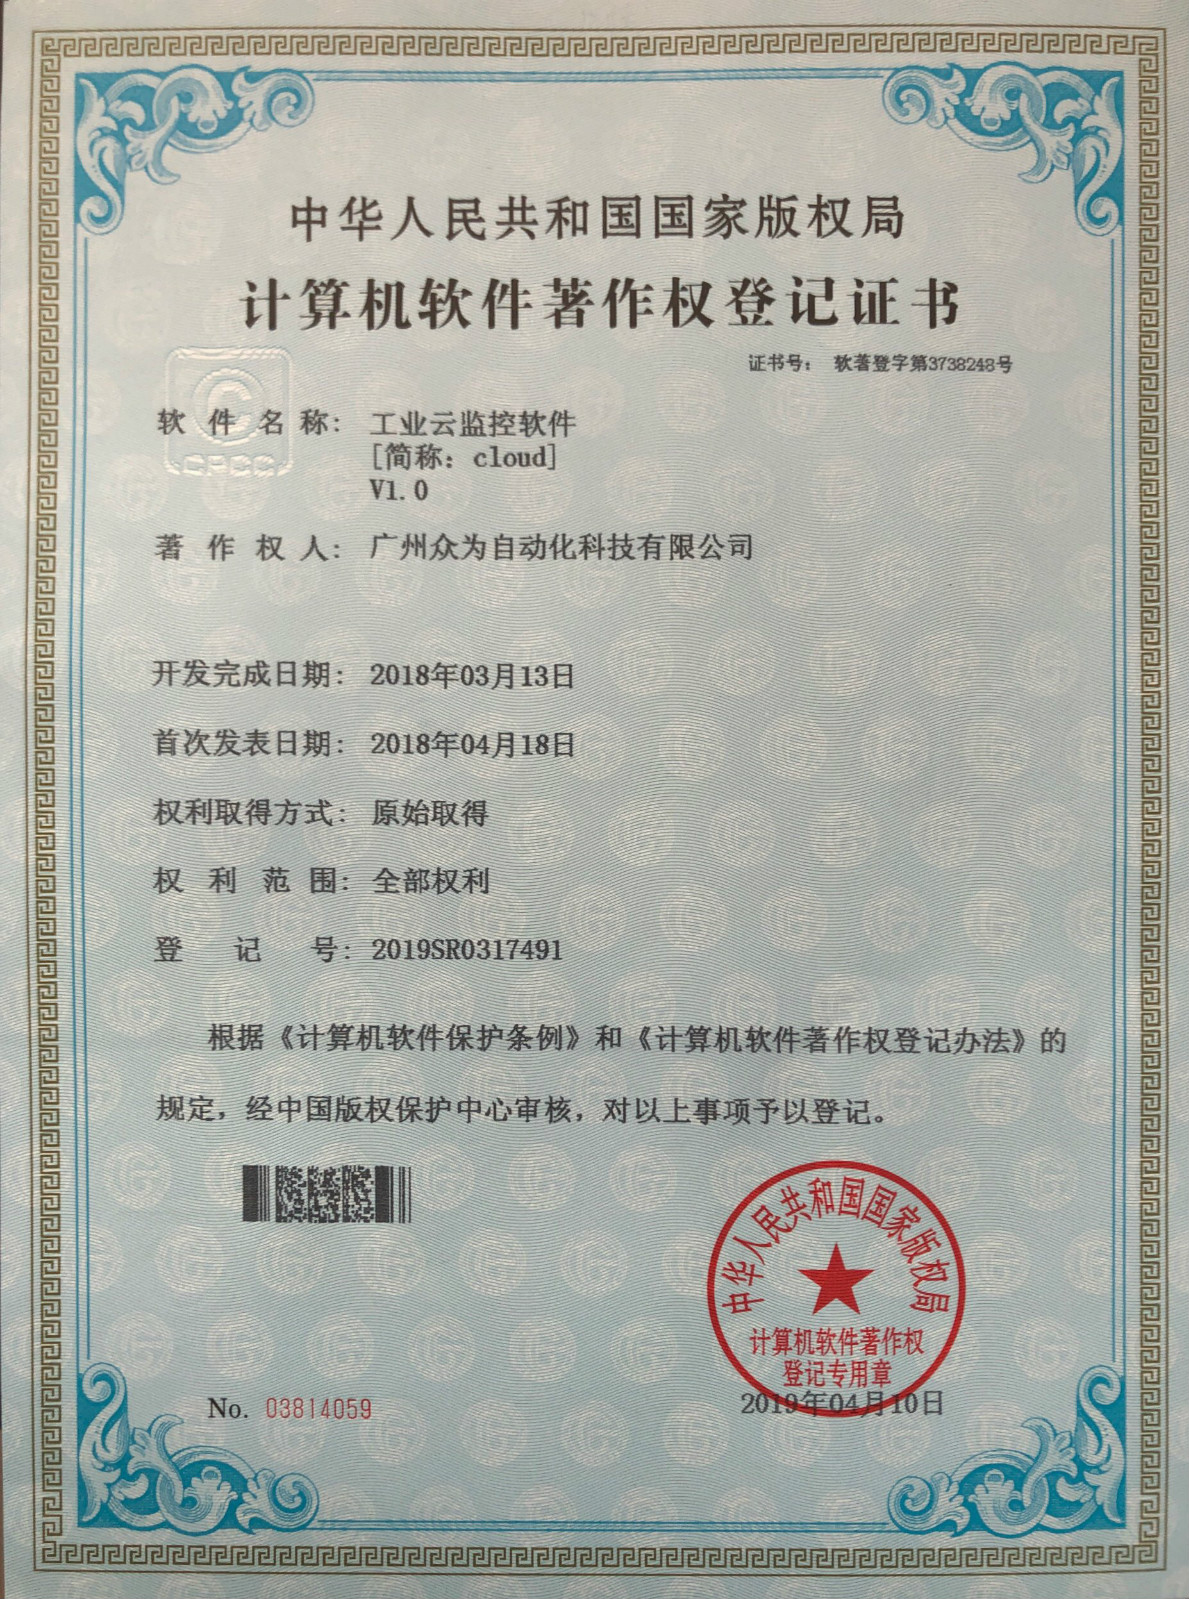 中华人民共和国国家版权局
计算机软件著作权登记证书
证书号： 软著登字第3738248号
软件名称： 工业云监控软件
[简称：cloud]
V1.0
著作权人： 广州众为自动化科技有限公司
开发完成日期： 2018年03月13日
首次发表日期： 2018年04月18日
权利取得方式： 原始取得
权利范围： 全部权利
登记号： 2019SR0317491
根据《计算机软件保护条例》和《计算机软件著作权登记办法》的
规定，经中国版权保护中心审核，对以上事项予以登记。
中华人民共和国国家版权局
计算机软件著作权
登记专用章
No. 03814059
2019年04月10日
CPCC